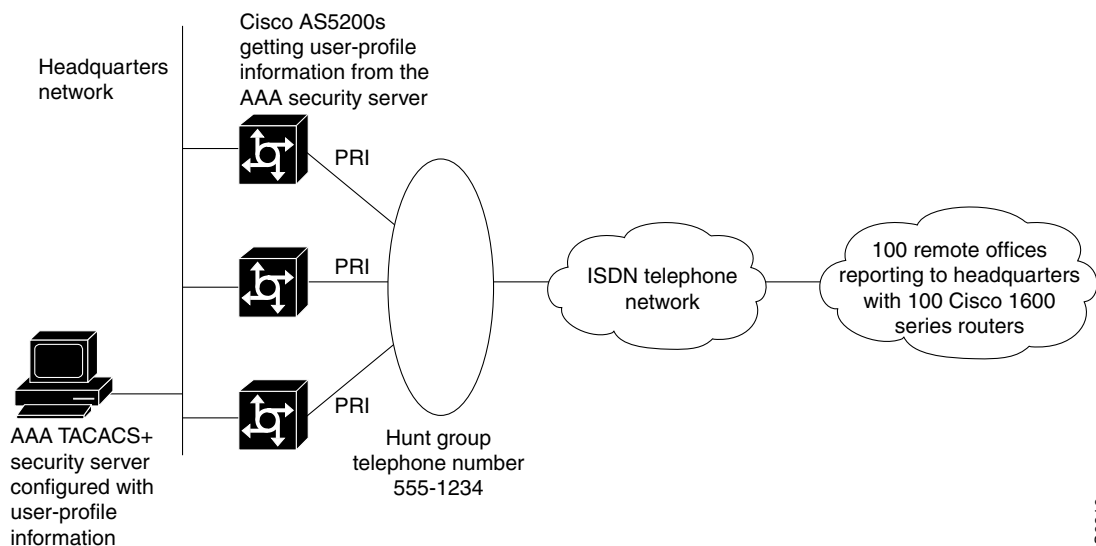 Cisco AS5200s
getting user-profile
information from the
AAA security server
Headquarters
network
PRI
PRI
PRI
ISDN telephone
network
100 remote offices
reporting to headquarters
with 100 Cisco 1600
series routers
Hunt group
telephone number
555-1234
AAA TACACS+
security server
configured with
user-profile
information